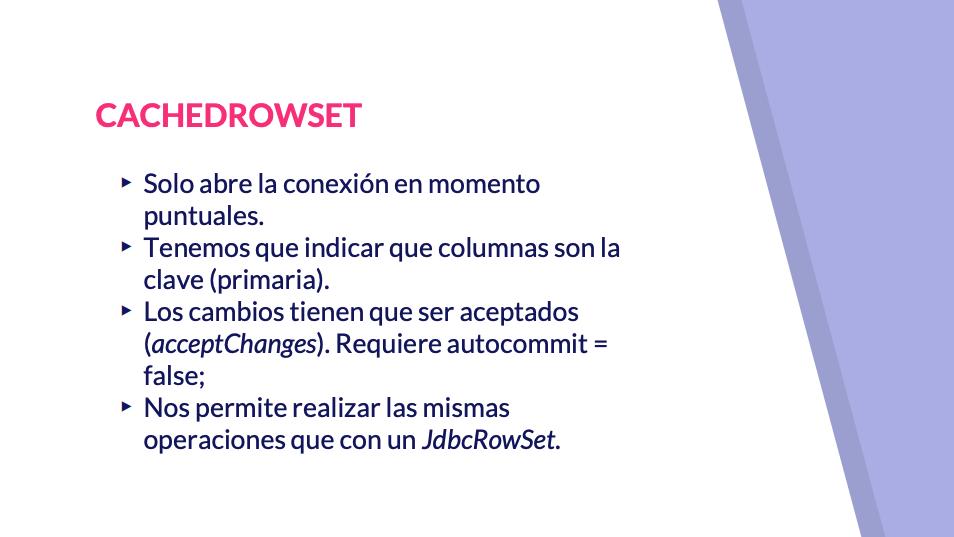 CACHEDROWSET
▸ Solo abre la conexión en momento
puntuales.
▸ Tenemos que indicar que columnas son la
clave (primaria).
▸ Los cambios tienen que ser aceptados
(acceptChanges). Requiere autocommit =
false;
▸ Nos permite realizar las mismas
operaciones que con un JdbcRowSet.